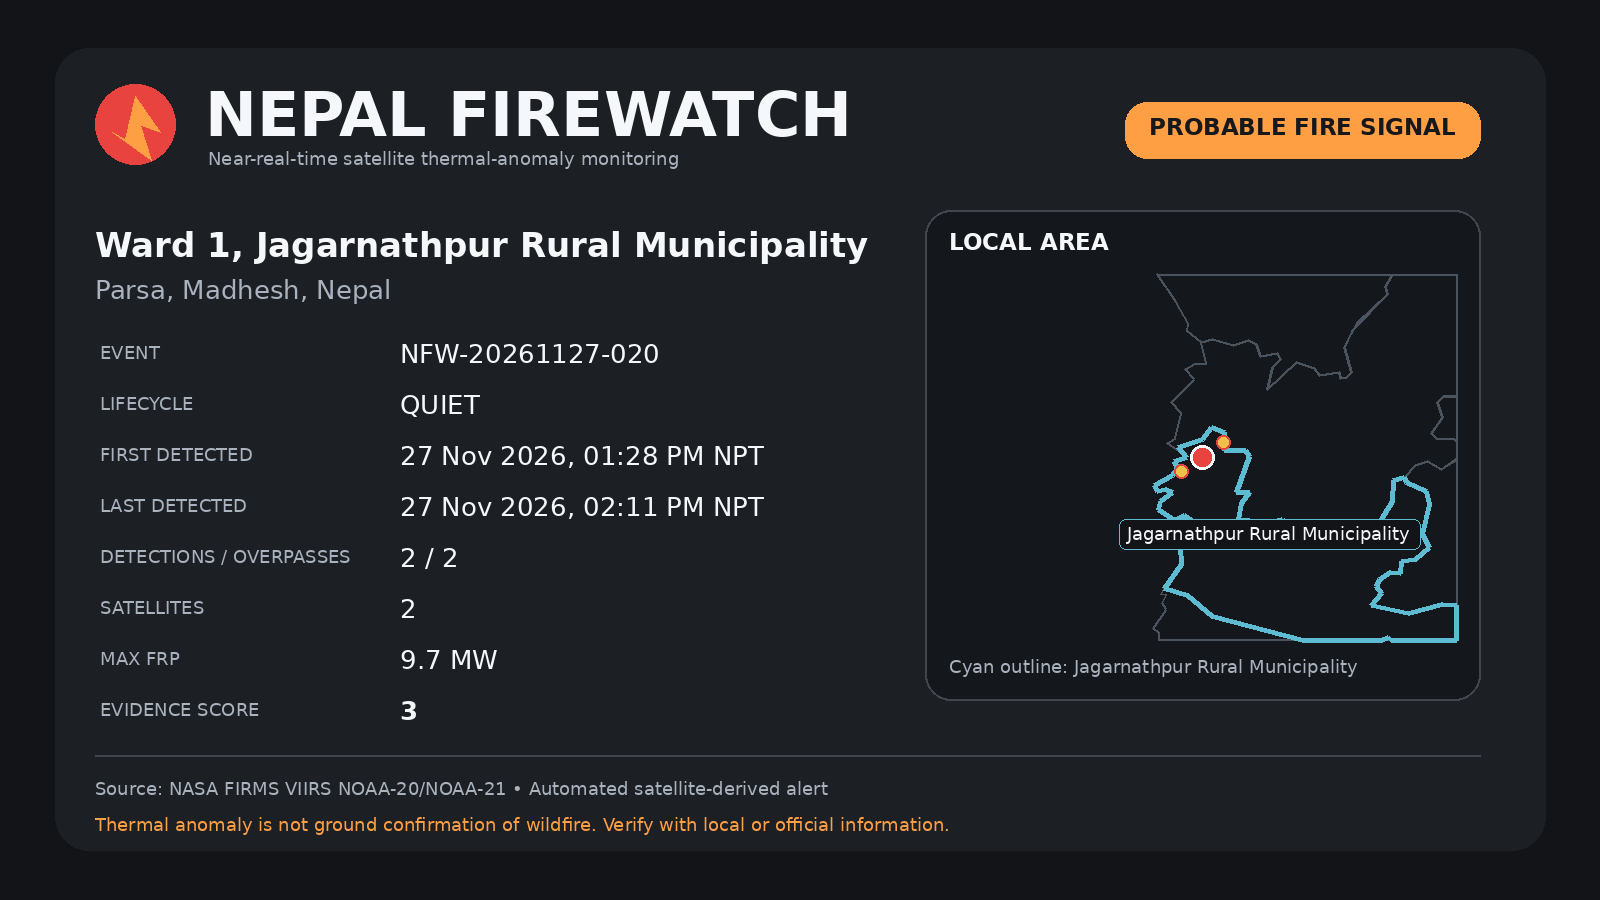 NEPAL FIREWATCH
Near-real-time satellite thermal-anomaly monitoring
PROBABLE FIRE SIGNAL
Ward 1, Jagarnathpur Rural Municipality
Parsa, Madhesh, Nepal
EVENT NFW-20261127-020
LIFECYCLE QUIET
FIRST DETECTED 27 Nov 2026, 01:28 PM NPT
LAST DETECTED 27 Nov 2026, 02:11 PM NPT
DETECTIONS / OVERPASSES 2 / 2
SATELLITES 2
MAX FRP 9.7 MW
EVIDENCE SCORE 3
LOCAL AREA
Jagarnathpur Rural Municipality
Cyan outline: Jagarnathpur Rural Municipality
Source: NASA FIRMS VIIRS NOAA-20/NOAA-21 • Automated satellite-derived alert
Thermal anomaly is not ground confirmation of wildfire. Verify with local or official information.